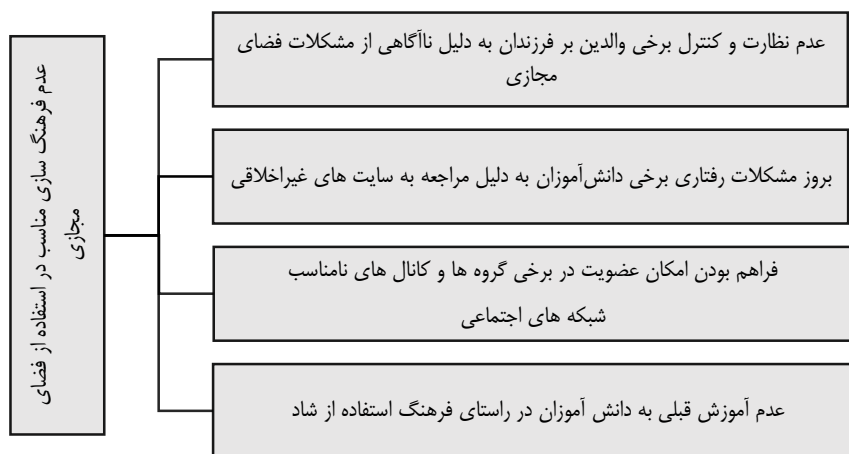 عدم فرهنگ سازی مناسب در استفاده از فضای
مجازی
عدم نظارت و کنترل برخی والدین بر فرزندان به دلیل ناآگاهی از مشکلات فضای
مجازی
بروز مشکلات رفتاری برخی دانش‌آموزان به دلیل مراجعه به سایت های غیراخلاقی
فراهم بودن امکان عضویت در برخی گروه ها و کانال های نامناسب
شبکه های اجتماعی
عدم آموزش قبلی به دانش آموزان در راستای فرهنگ استفاده از شاد